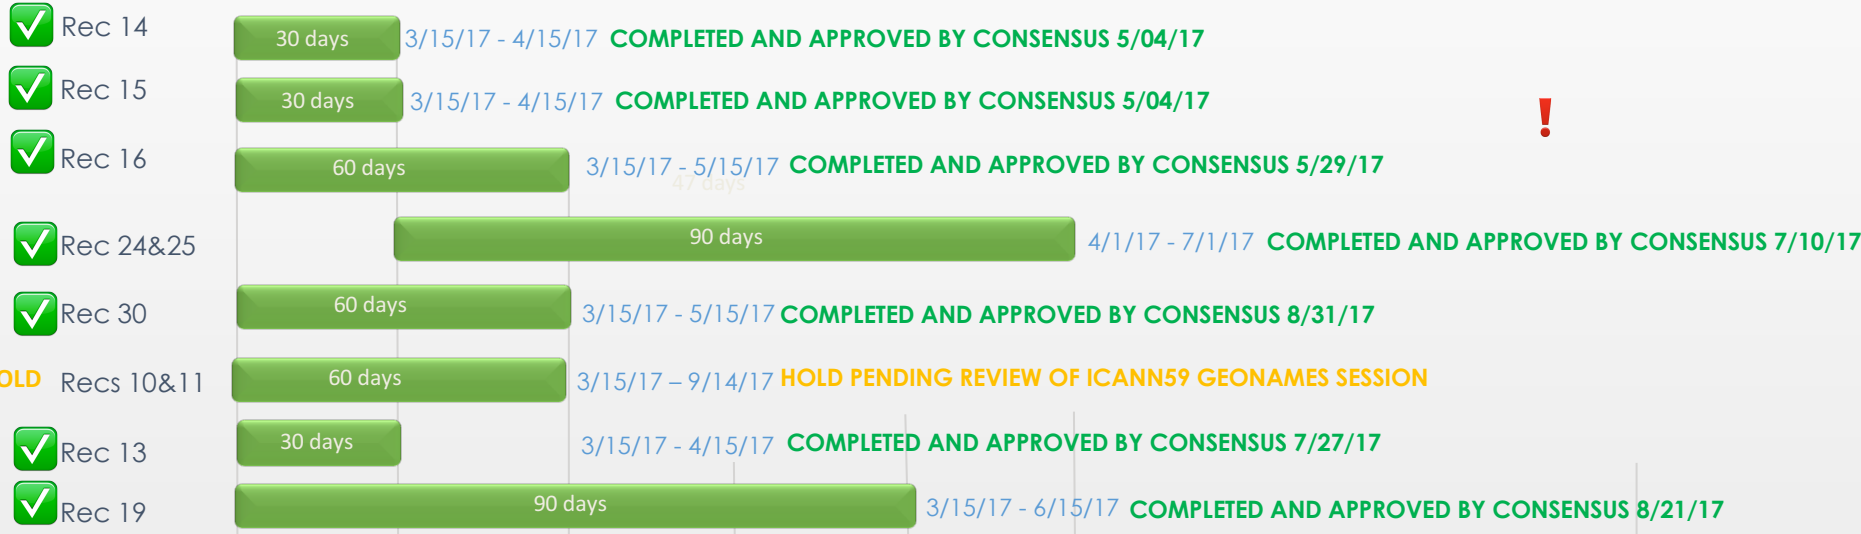 Rec 14 30 days 3/15/17 - 4/15/17 COMPLETED AND APPROVED BY CONSENSUS 5/04/17
Rec 15 30 days 3/15/17 - 4/15/17 COMPLETED AND APPROVED BY CONSENSUS 5/04/17
!
Rec 16 60 days 3/15/17 - 5/15/17 COMPLETED AND APPROVED BY CONSENSUS 5/29/17
47 days
Rec 24&25 90 days 4/1/17 - 7/1/17 COMPLETED AND APPROVED BY CONSENSUS 7/10/17
Rec 30 60 days 3/15/17 - 5/15/17 COMPLETED AND APPROVED BY CONSENSUS 8/31/17
OLD Recs 10&11 60 days 3/15/17 – 9/14/17 HOLD PENDING REVIEW OF ICANN59 GEONAMES SESSION
Rec 13 30 days 3/15/17 - 4/15/17 COMPLETED AND APPROVED BY CONSENSUS 7/27/17
Rec 19 90 days 3/15/17 - 6/15/17 COMPLETED AND APPROVED BY CONSENSUS 8/21/17